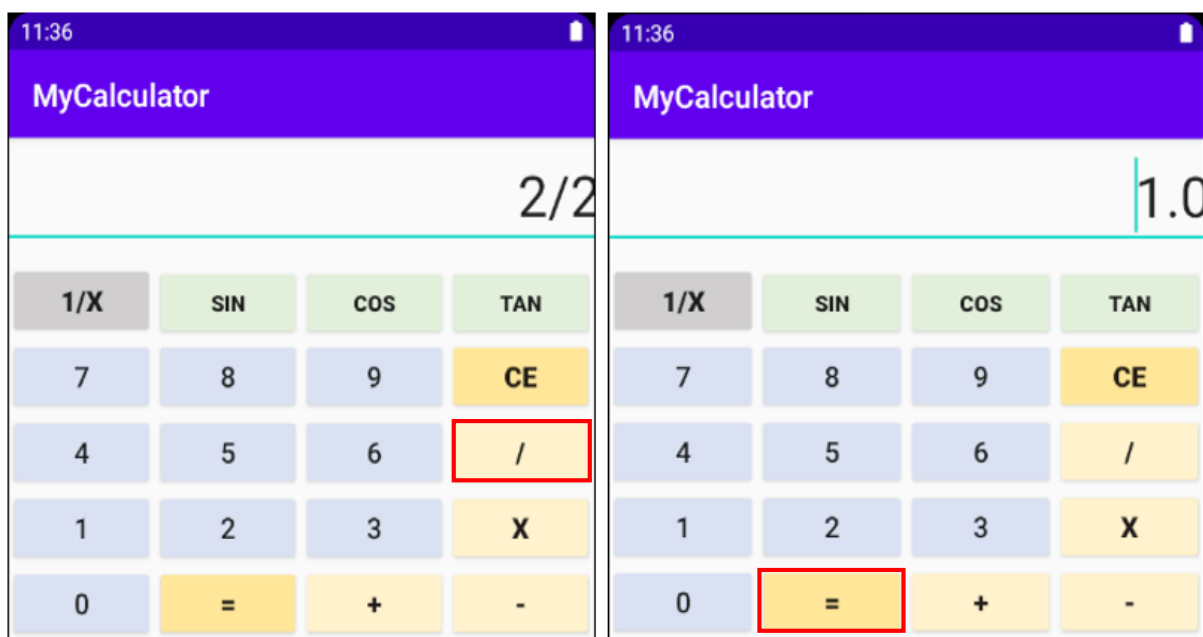 11:36
MyCalculator
2/2
1/X SIN COS TAN
7 8 9 CE
4 5 6 /
1 2 3 X
0 = + -
11:36
MyCalculator
1.0
1/X SIN COS TAN
7 8 9 CE
4 5 6 /
1 2 3 X
0 = + -